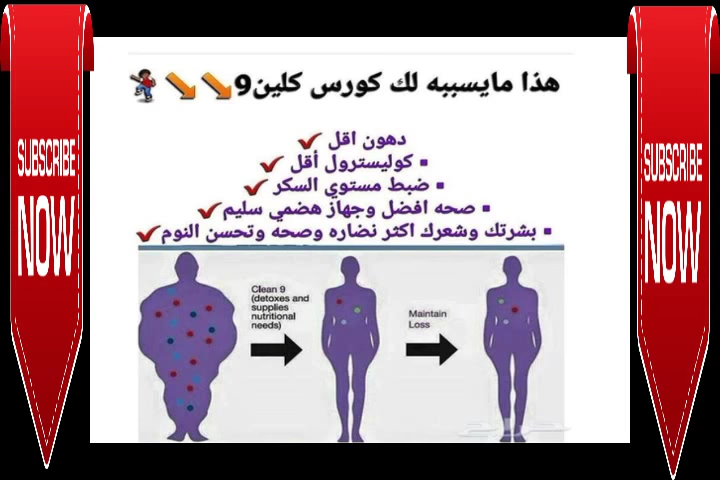 هذا مايسببه لك كورس كلين9
دهون اقل
▪ كوليسترول أقل
▪ ضبط مستوي السكر
▪ صحه افضل وجهاز هضمي سليم
▪ بشرتك وشعرك اكثر نضاره وصحه وتحسن النوم
SUBSCRIBE
NOW
SUBSCRIBE
NOW
Clean 9
(detoxes and
supplies
nutritional
needs)
Maintain
Loss
حراج